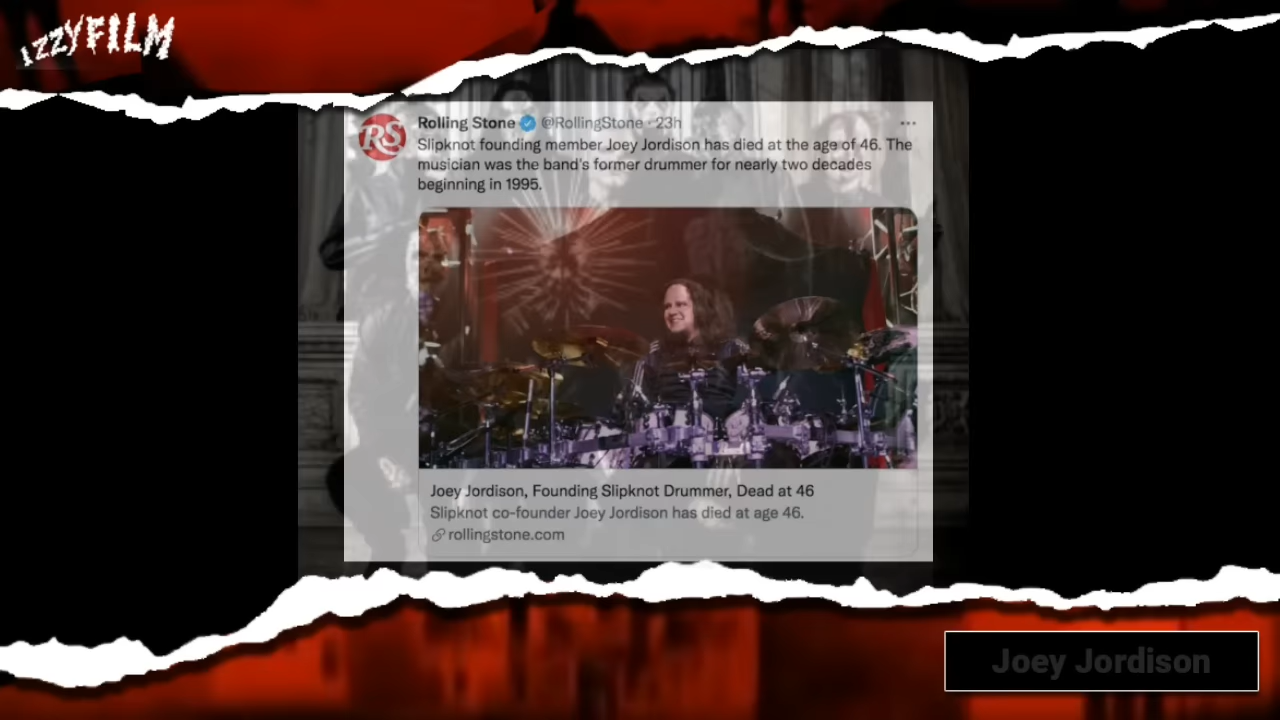 IZZYFILM
RS
Rolling Stone @RollingStone · 23h
Slipknot founding member Joey Jordison has died at the age of 46. The
musician was the band's former drummer for nearly two decades
beginning in 1995.
Joey Jordison, Founding Slipknot Drummer, Dead at 46
Slipknot co-founder Joey Jordison has died at age 46.
rollingstone.com
Joey Jordison